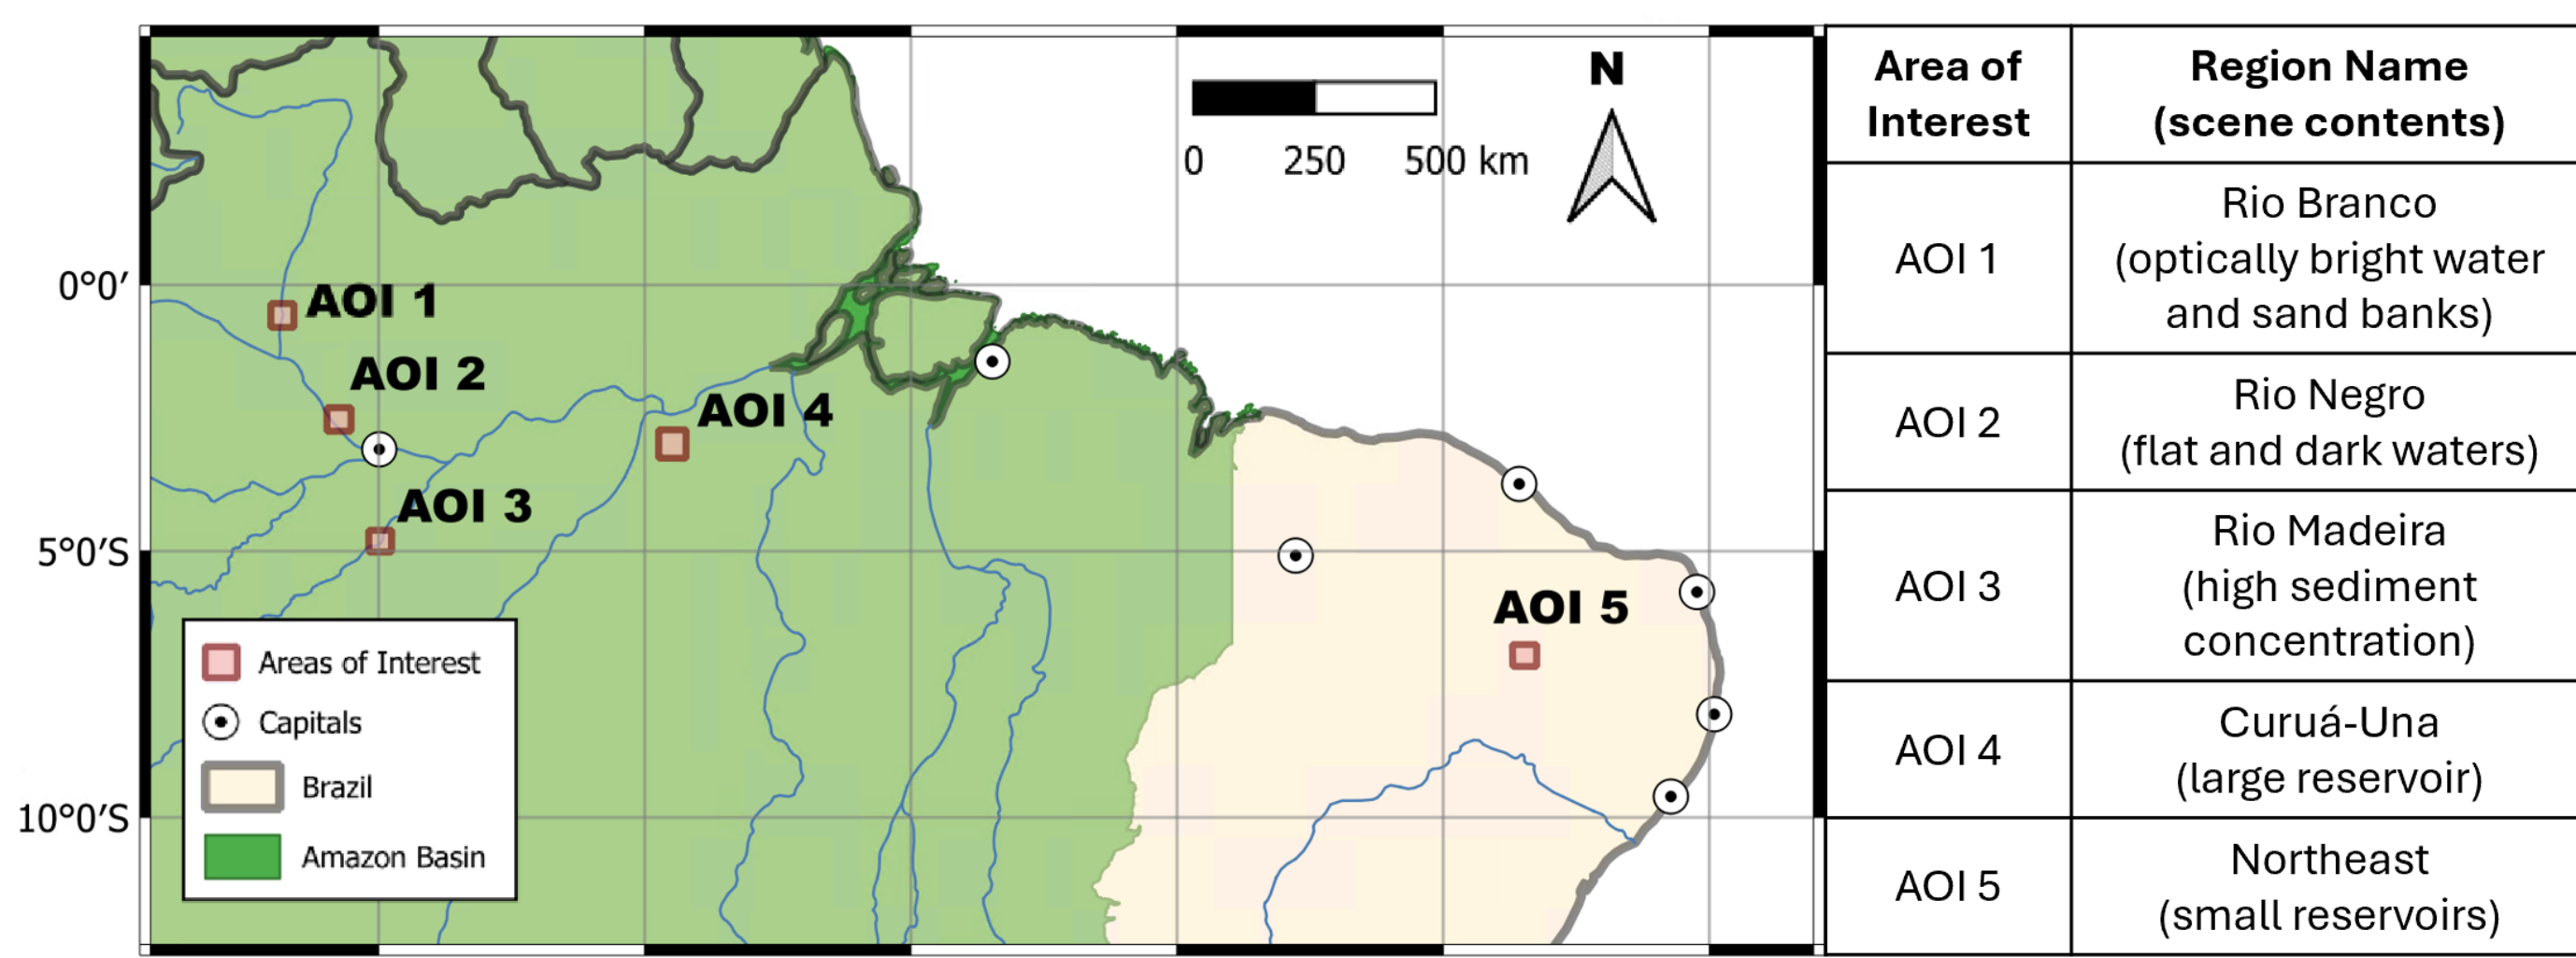 N
0 250 500 km
0°0′
5°0′S
10°0′S
AOI 1
AOI 2
AOI 4
AOI 3
AOI 5
Areas of Interest
Capitals
Brazil
Amazon Basin
Area of
Interest
Region Name
(scene contents)
AOI 1
Rio Branco
(optically bright water
and sand banks)
AOI 2
Rio Negro
(flat and dark waters)
AOI 3
Rio Madeira
(high sediment
concentration)
AOI 4
Curuá-Una
(large reservoir)
AOI 5
Northeast
(small reservoirs)